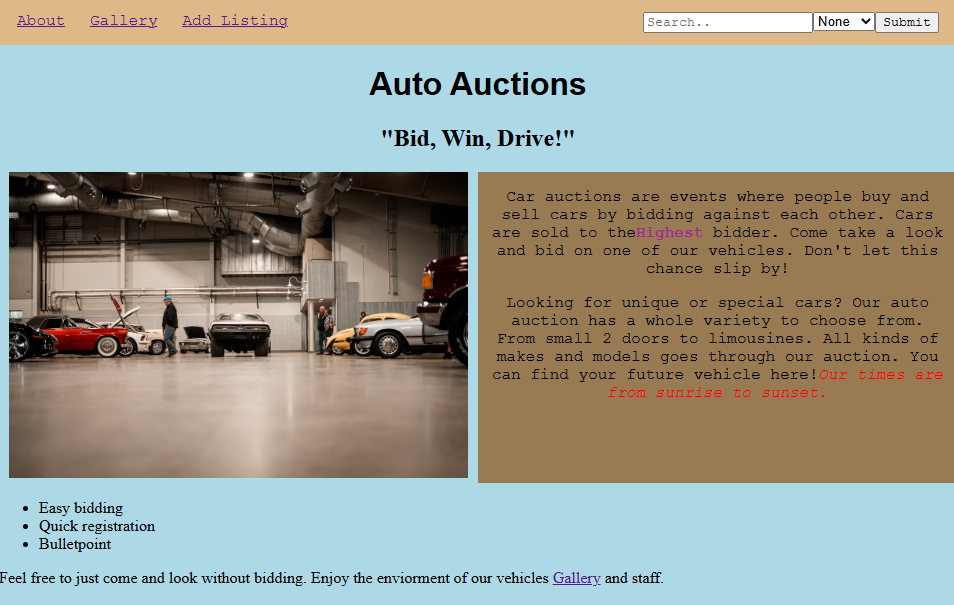 About Gallery Add Listing Search.. None Submit
Auto Auctions
"Bid, Win, Drive!"
Car auctions are events where people buy and
sell cars by bidding against each other. Cars
are sold to theHighest bidder. Come take a look
and bid on one of our vehicles. Don't let this
chance slip by!
Looking for unique or special cars? Our auto
auction has a whole variety to choose from.
From small 2 doors to limousines. All kinds of
makes and models goes through our auction. You
can find your future vehicle here!Our times are
from sunrise to sunset.
Easy bidding
Quick registration
Bulletpoint
Feel free to just come and look without bidding. Enjoy the enviorment of our vehicles Gallery and staff.